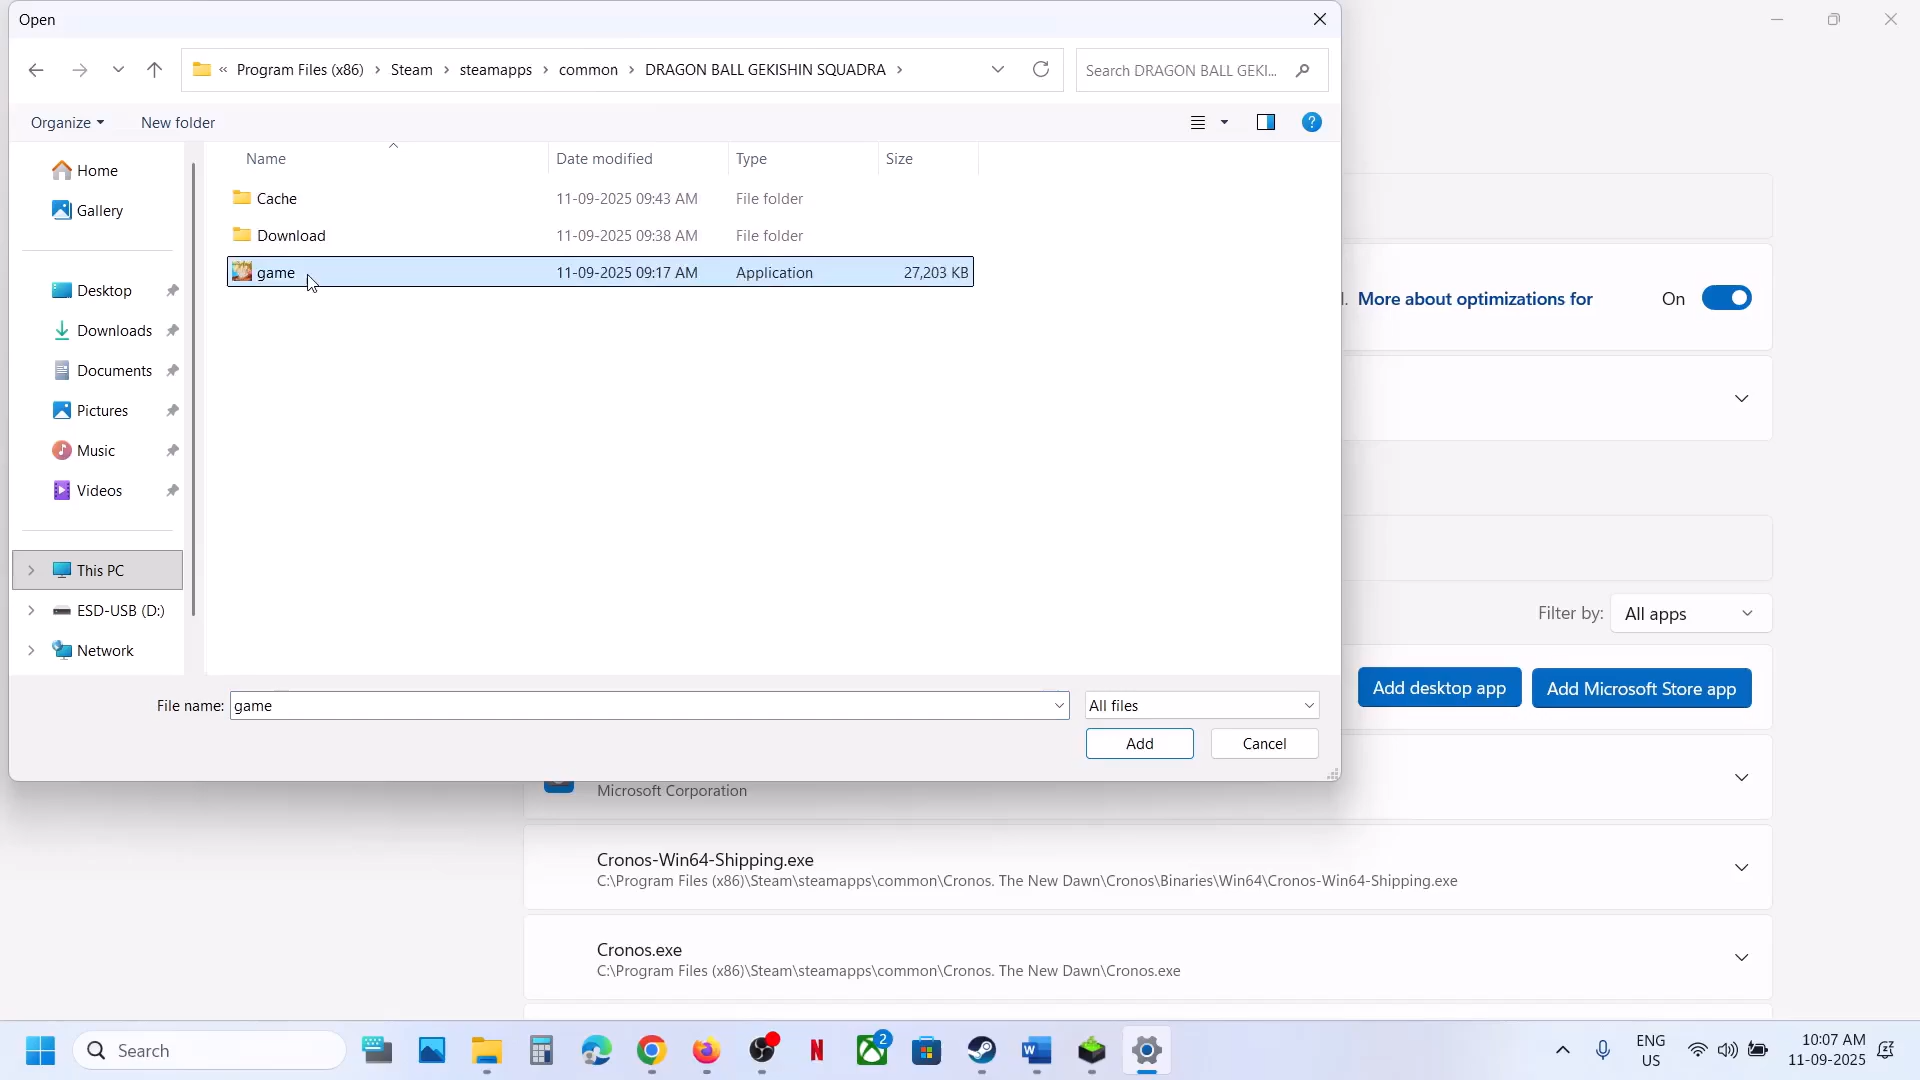 Open
« Program Files (x86) › Steam › steamapps › common › DRAGON BALL GEKISHIN SQUADRA ›
Search DRAGON BALL GEKI...
Organize
New folder
?
Name
Date modified
Type
Size
Home
Gallery
Desktop
Downloads
Documents
Pictures
Music
Videos
This PC
ESD-USB (D:)
Network
Cache 11-09-2025 09:43 AM File folder
Download 11-09-2025 09:38 AM File folder
game 11-09-2025 09:17 AM Application 27,203 KB
File name: game
All files
Add
Cancel
More about optimizations for
On
Filter by: All apps
Add desktop app
Add Microsoft Store app
Microsoft Corporation
Cronos-Win64-Shipping.exe
C:\Program Files (x86)\Steam\steamapps\common\Cronos. The New Dawn\Cronos\Binaries\Win64\Cronos-Win64-Shipping.exe
Cronos.exe
C:\Program Files (x86)\Steam\steamapps\common\Cronos. The New Dawn\Cronos.exe
Search
N
W
2
ENG
US
10:07 AM
11-09-2025